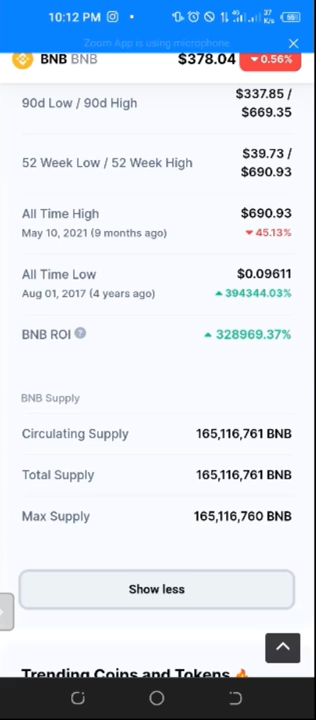 10:12 PM
Zoom App is using microphone
BNB BNB $378.04 0.56%
90d Low / 90d High $337.85 / $669.35
52 Week Low / 52 Week High $39.73 / $690.93
All Time High $690.93
May 10, 2021 (9 months ago) 45.13%
All Time Low $0.09611
Aug 01, 2017 (4 years ago) 394344.03%
BNB ROI 328969.37%
BNB Supply
Circulating Supply 165,116,761 BNB
Total Supply 165,116,761 BNB
Max Supply 165,116,760 BNB
Show less
Trending Coins and Tokens